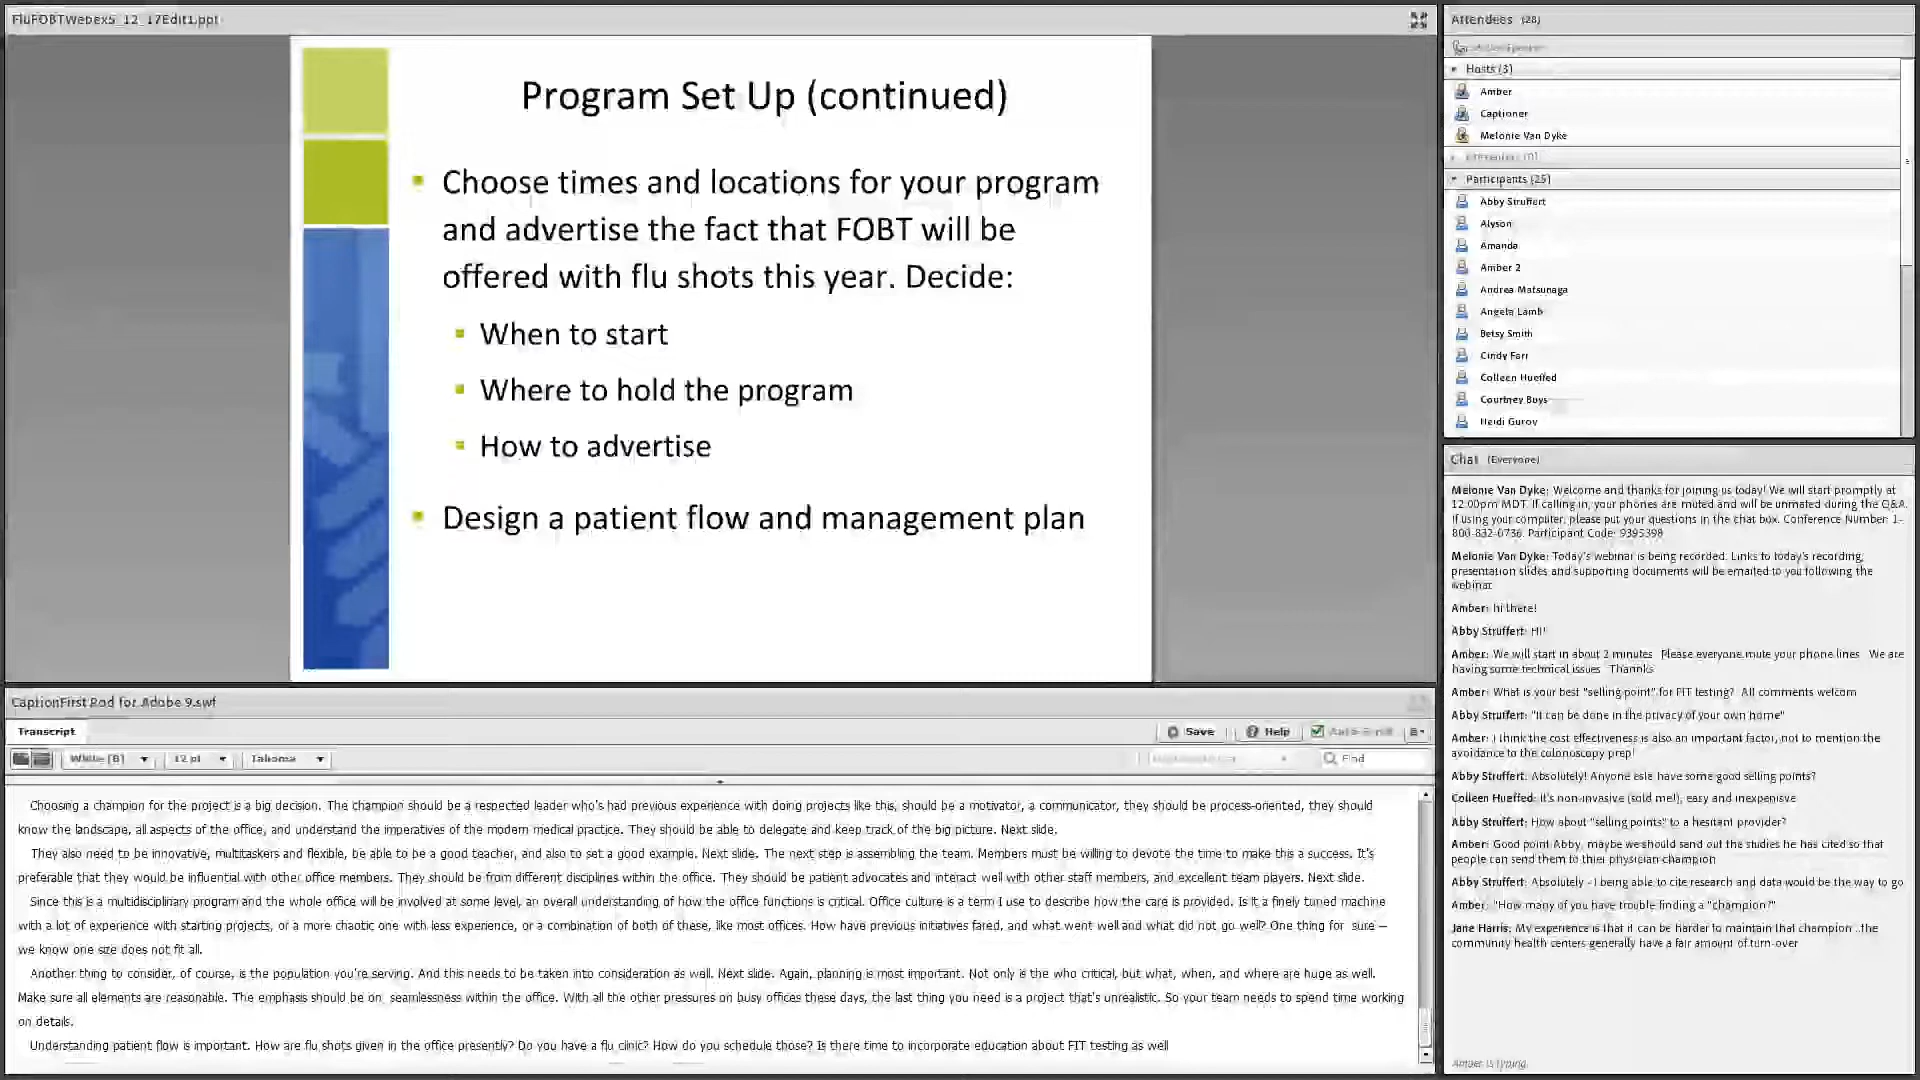 FluFOBTWebex5_12_17Edit1.ppt
Program Set Up (continued)
Choose times and locations for your program
and advertise the fact that FOBT will be
offered with flu shots this year. Decide:
When to start
Where to hold the program
How to advertise
Design a patient flow and management plan
CaptionFirst Pod for Adobe 9.swf
Transcript
Save
Help
Auto-Scroll
White [B]
12 pt
Tahoma
Find
Choosing a champion for the project is a big decision. The champion should be a respected leader who's had previous experience with doing projects like this, should be a motivator, a communicator, they should be process-oriented, they should
know the landscape, all aspects of the office, and understand the imperatives of the modern medical practice. They should be able to delegate and keep track of the big picture. Next slide.
They also need to be innovative, multitaskers and flexible, be able to be a good teacher, and also to set a good example. Next slide. The next step is assembling the team. Members must be willing to devote the time to make this a success. It's
preferable that they would be influential with other office members. They should be from different disciplines within the office. They should be patient advocates and interact well with other staff members, and excellent team players. Next slide.
Since this is a multidisciplinary program and the whole office will be involved at some level, an overall understanding of how the office functions is critical. Office culture is a term I use to describe how the care is provided. Is it a finely tuned machine
with a lot of experience with starting projects, or a more chaotic one with less experience, or a combination of both of these, like most offices. How have previous initiatives fared, and what went well and what did not go well? One thing for sure –
we know one size does not fit all.
Another thing to consider, of course, is the population you're serving. And this needs to be taken into consideration as well. Next slide. Again, planning is most important. Not only is the who critical, but what, when, and where are huge as well.
Make sure all elements are reasonable. The emphasis should be on seamlessness within the office. With all the other pressures on busy offices these days, the last thing you need is a project that's unrealistic. So your team needs to spend time working
on details.
Understanding patient flow is important. How are flu shots given in the office presently? Do you have a flu clinic? How do you schedule those? Is there time to incorporate education about FIT testing as well
Attendees (28)
Active Speakers
Hosts (3)
Amber
Captioner
Melonie Van Dyke
Presenters (0)
Participants (25)
Abby Struffert
Alyson
Amanda
Amber 2
Andrea Matsunaga
Angela Lamb
Betsy Smith
Cindy Farr
Colleen Hueffed
Courtney Boys
Heidi Gurov
Chat (Everyone)
Melonie Van Dyke: Welcome and thanks for joining us today! We will start promptly at
12:00pm MDT. If calling in, your phones are muted and will be unmated during the Q&A.
If using your computer, please put your questions in the chat box. Conference Number: 1-
800-832-0736. Participant Code: 9395398
Melonie Van Dyke: Today's webinar is being recorded. Links to today's recording,
presentation slides and supporting documents will be emailed to you following the
webinar.
Amber: hi there!
Abby Struffert: HI!
Amber: We will start in about 2 minutes Please everyone mute your phone lines We are
having some technical issues Thannks
Amber: What is your best "selling point" for FIT testing? All comments welcom
Abby Struffert: "It can be done in the privacy of your own home"
Amber: I think the cost effectiveness is also an important factor, not to mention the
avoidance to the colonoscopy prep!
Abby Struffert: Absolutely! Anyone esle have some good selling points?
Colleen Hueffed: It's non-invasive (sold me!), easy and inexpenisve
Abby Struffert: How about "selling points" to a hesitant provider?
Amber: Good point Abby, maybe we should send out the studies he has cited so that
people can send them to thier physician champion
Abby Struffert: Absolutely - I being able to cite research and data would be the way to go
Amber: "How many of you have trouble finding a "champion?"
Jane Harris: My experience is that it can be harder to maintain that champion ..the
community health centers generally have a fair amount of turn-over
Amber is typing